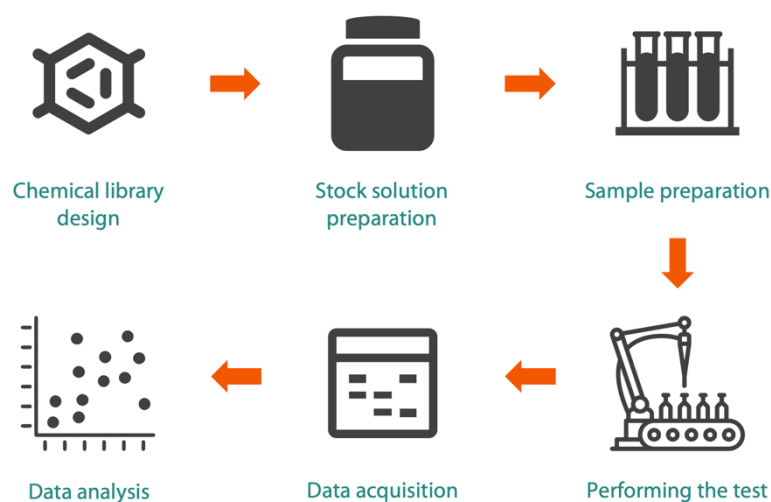 Chemical library
design
Stock solution
preparation
Sample preparation
Performing the test
Data acquisition
Data analysis